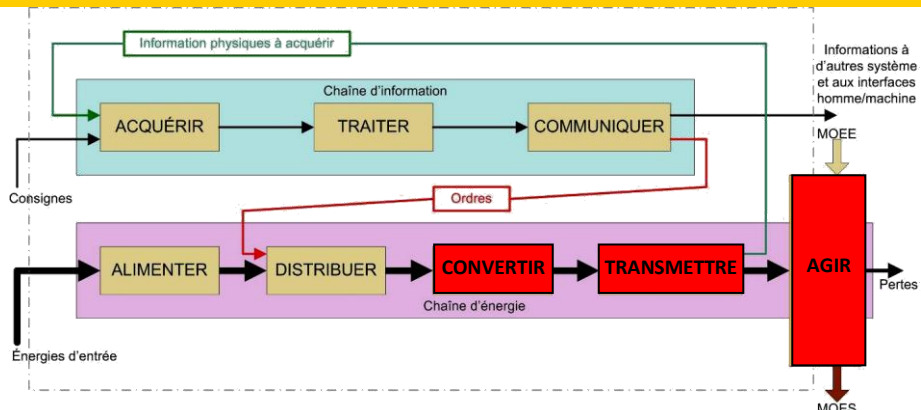 Information physiques à acquérir
Informations à
d'autres système
et aux interfaces
homme/machine
Chaîne d'information
ACQUÉRIR
TRAITER
COMMUNIQUER
MOEE
Consignes
Ordres
ALIMENTER
DISTRIBUER
CONVERTIR
TRANSMETTRE
AGIR
Pertes
Chaîne d'énergie
Énergies d'entrée
MOES